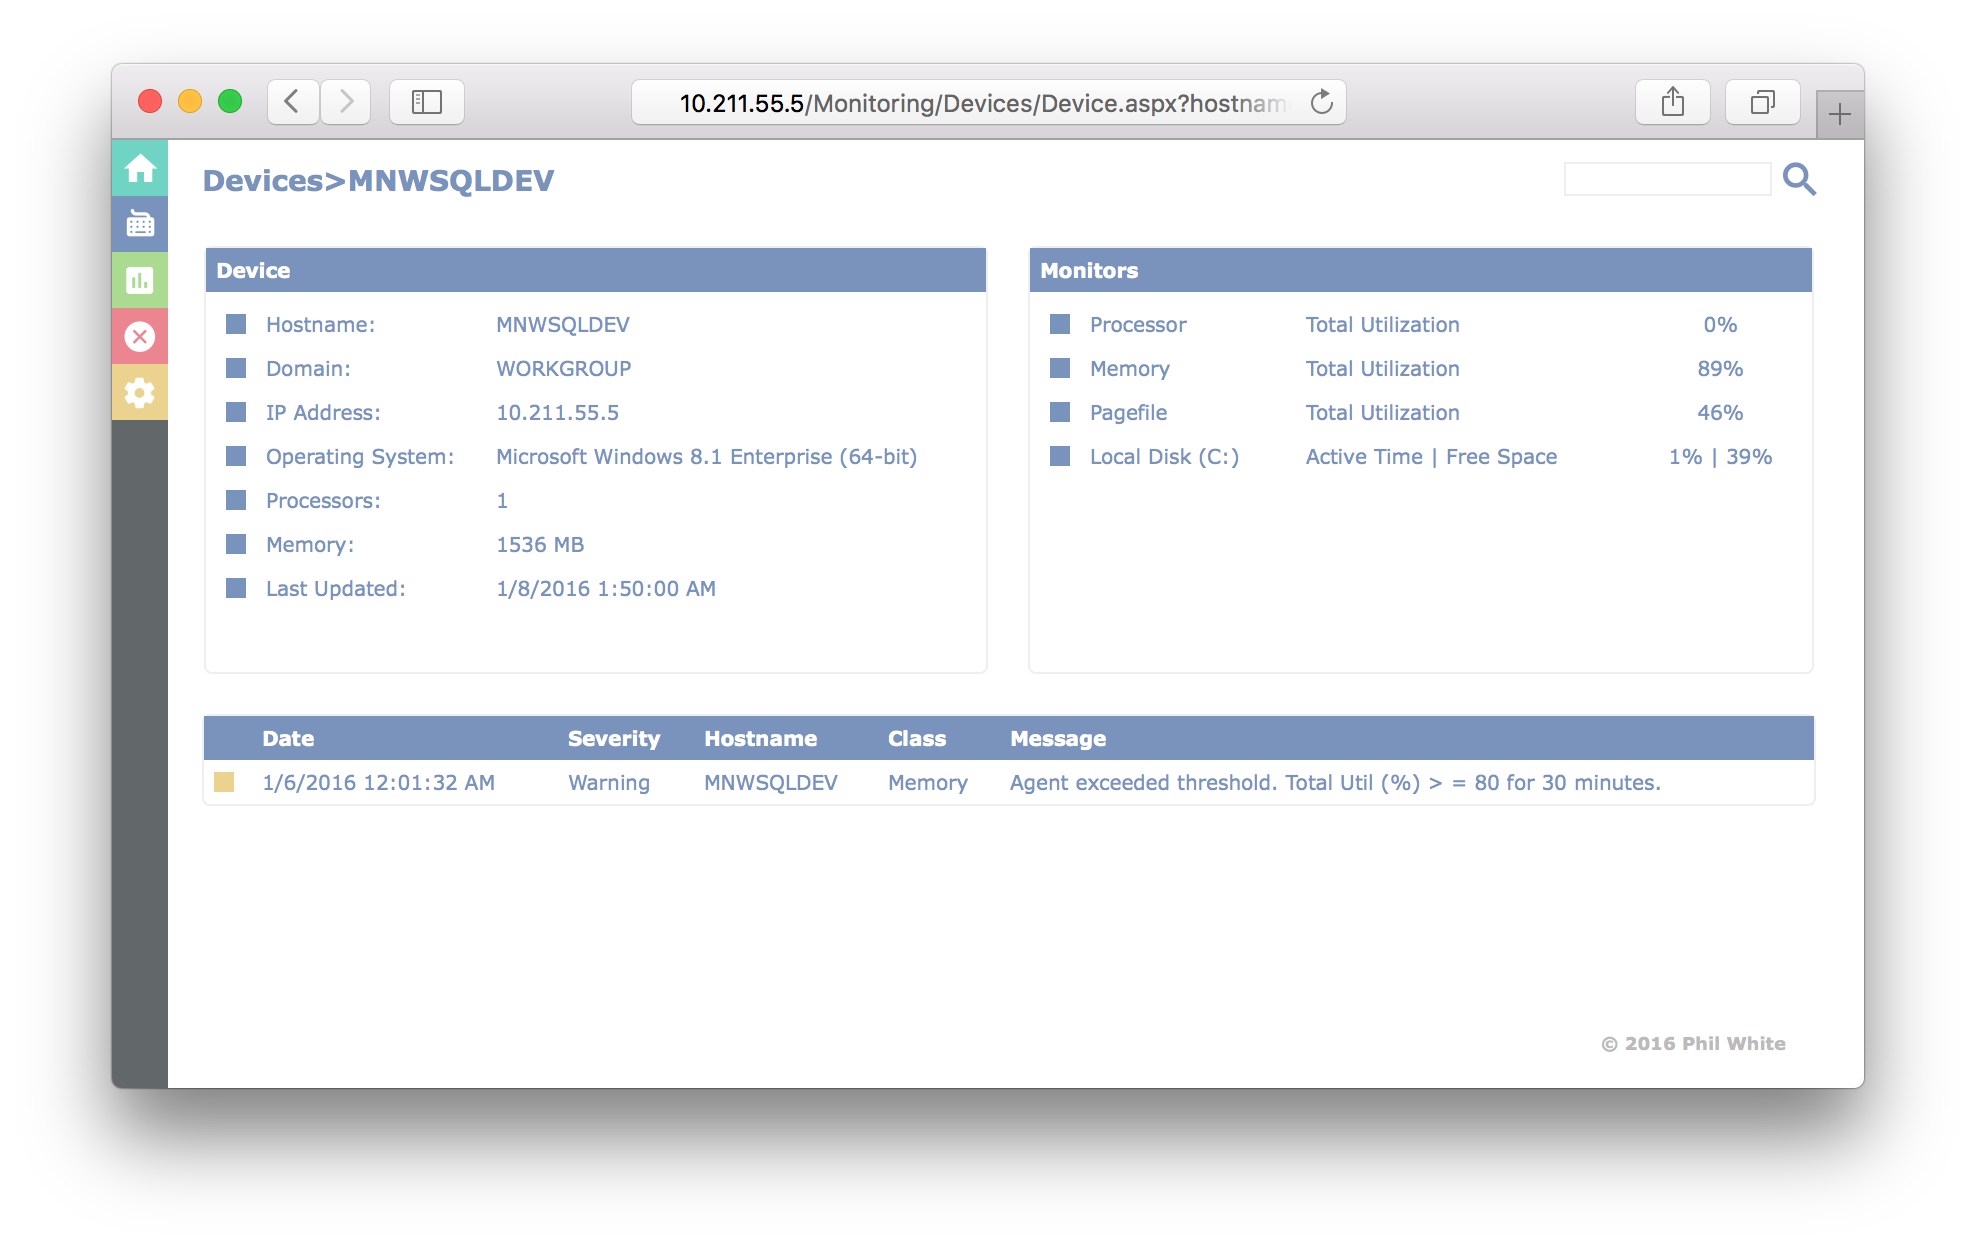 10.211.55.5/Monitoring/Devices/Device.aspx?hostnam
Devices>MNWSQLDEV
Device
Hostname: MNWSQLDEV
Domain: WORKGROUP
IP Address: 10.211.55.5
Operating System: Microsoft Windows 8.1 Enterprise (64-bit)
Processors: 1
Memory: 1536 MB
Last Updated: 1/8/2016 1:50:00 AM
Monitors
Processor Total Utilization 0%
Memory Total Utilization 89%
Pagefile Total Utilization 46%
Local Disk (C:) Active Time | Free Space 1% | 39%
Date Severity Hostname Class Message
1/6/2016 12:01:32 AM Warning MNWSQLDEV Memory Agent exceeded threshold. Total Util (%) > = 80 for 30 minutes.
© 2016 Phil White